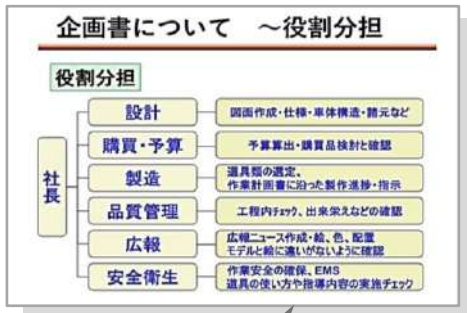 企画書について　～役割分担
役割分担
社長
設計
図面作成・仕様・車体構造・諸元など
購買・予算
予算算出・購買品検討と確認
製造
道具類の選定、
作業計画書に沿った製作進捗・指示
品質管理
工程内チェック、出来栄えなどの確認
広報
広報ニュース作成・絵、色、配置
モデルと絵に違いがないように確認
安全衛生
作業安全の確保、EMS
道具の使い方や指導内容の実施チェック